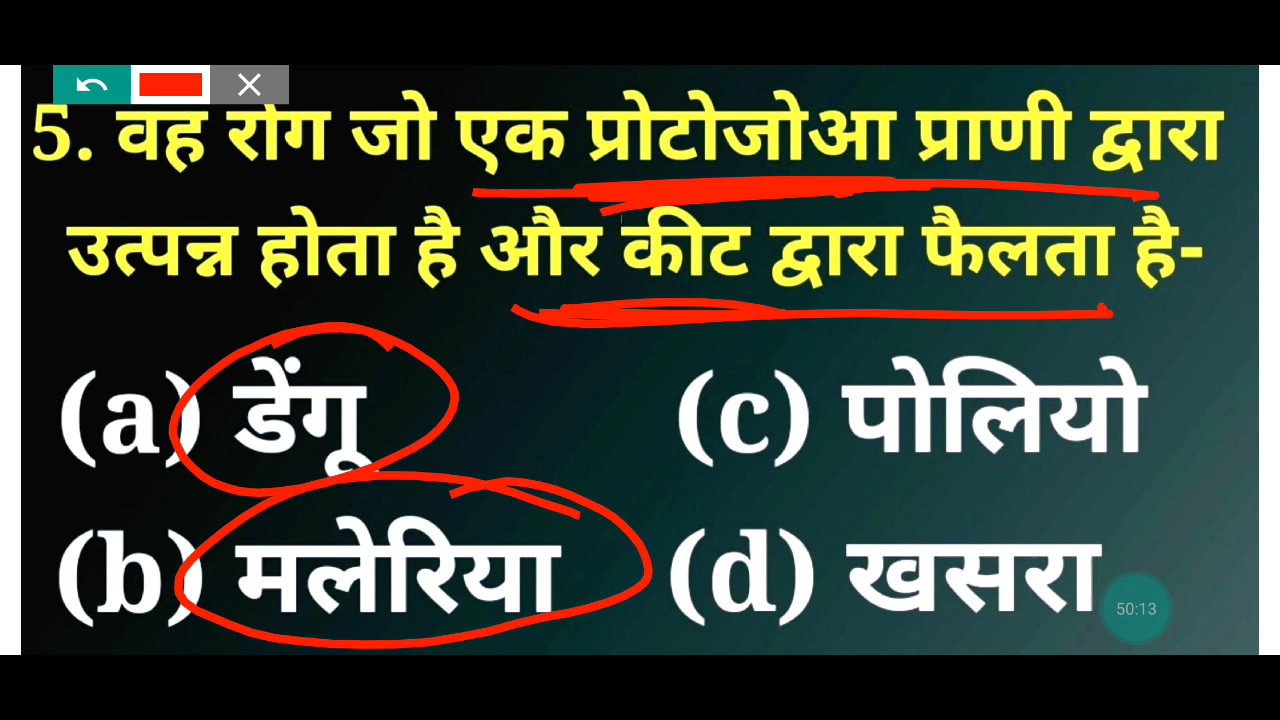 5. वह रोग जो एक प्रोटोजोआ प्राणी द्वारा
उत्पन्न होता है और कीट द्वारा फैलता है-
(a) डेंगू
(c) पोलियो
(b) मलेरिया
(d) खसरा
50:13